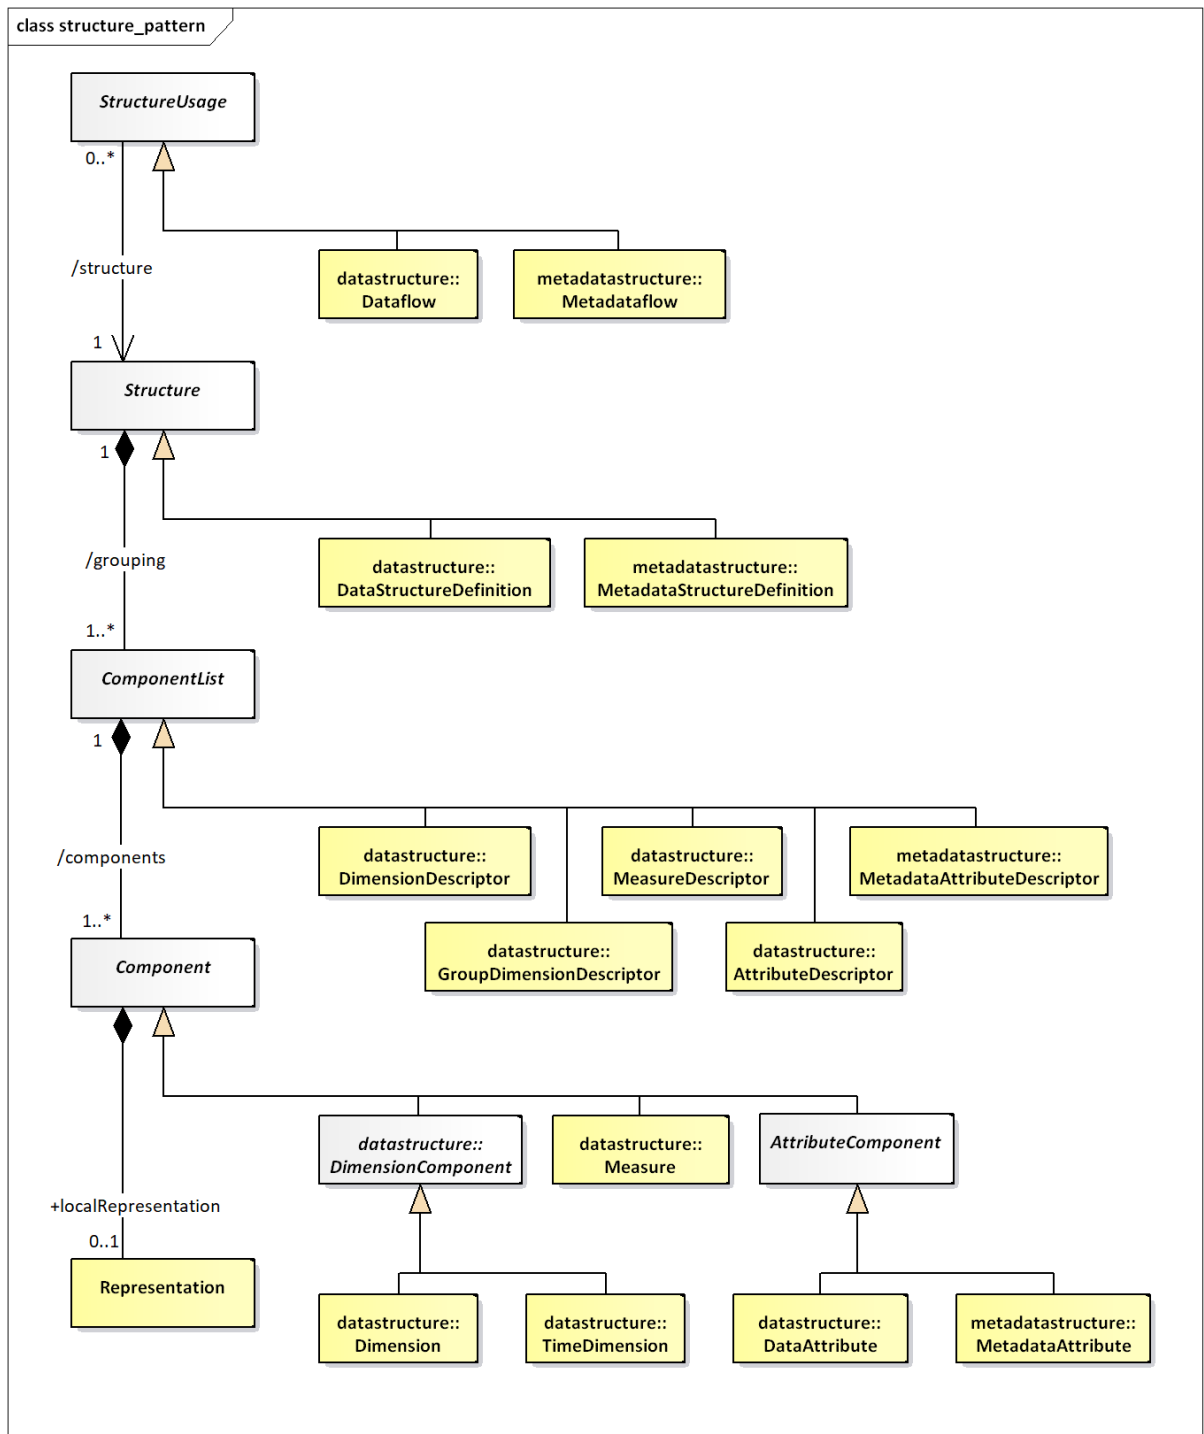 class structure_pattern
StructureUsage
0..*
/structure
datastructure::
Dataflow
metadatastructure::
Metadataflow
1
Structure
1
/grouping
datastructure::
DataStructureDefinition
metadatastructure::
MetadataStructureDefinition
1..*
ComponentList
1
/components
datastructure::
DimensionDescriptor
datastructure::
MeasureDescriptor
metadatastructure::
MetadataAttributeDescriptor
1..*
datastructure::
GroupDimensionDescriptor
datastructure::
AttributeDescriptor
Component
datastructure::
DimensionComponent
datastructure::
Measure
AttributeComponent
+localRepresentation
0..1
Representation
datastructure::
Dimension
datastructure::
TimeDimension
datastructure::
DataAttribute
metadatastructure::
MetadataAttribute